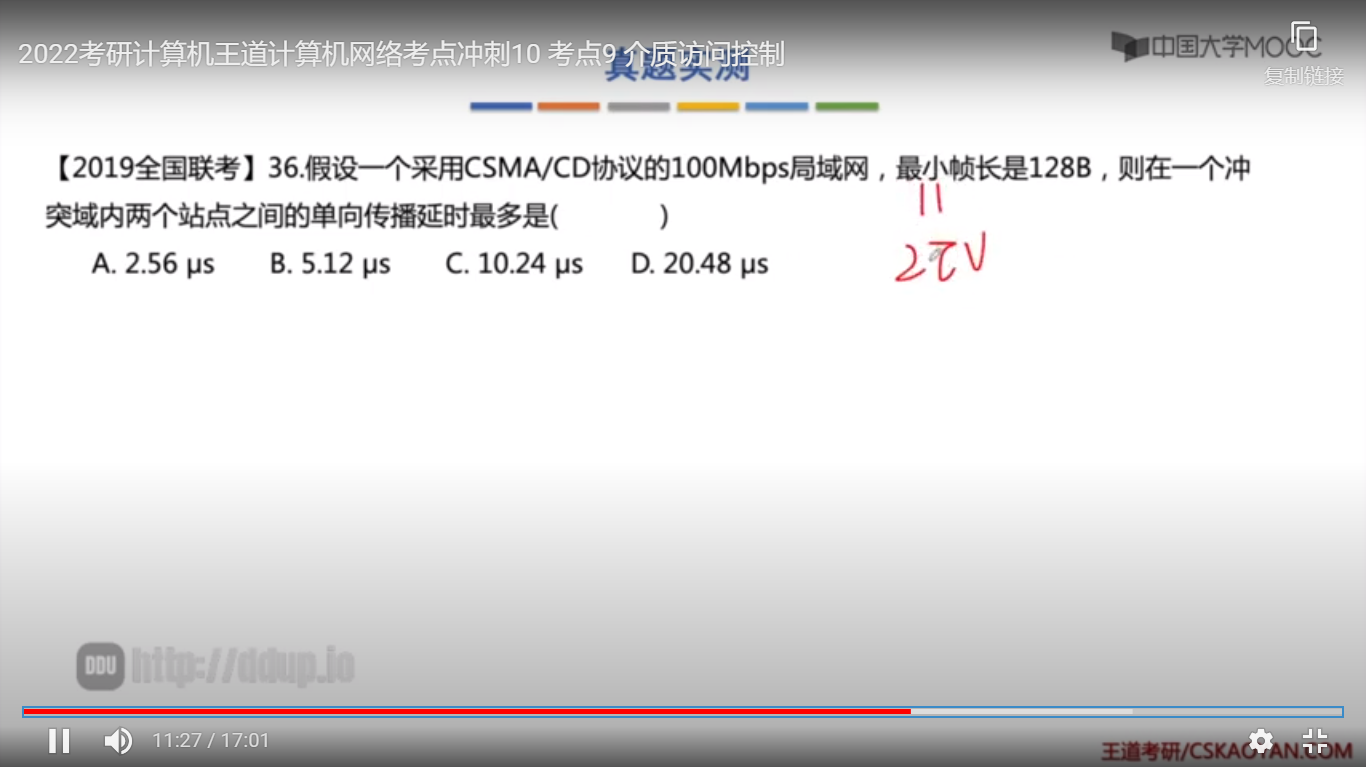 2022考研计算机王道计算机网络考点冲刺10 考点9 介质访问控制
真题实测
中国大学MOOC
复制链接
【2019全国联考】36.假设一个采用CSMA/CD协议的100Mbps局域网，最小帧长是128B，则在一个冲
突域内两个站点之间的单向传播延时最多是( )
A. 2.56 μs B. 5.12 μs C. 10.24 μs D. 20.48 μs
2τV
DDU http://ddup.io
11:27 / 17:01
王道考研/CSKAOYAN.COM